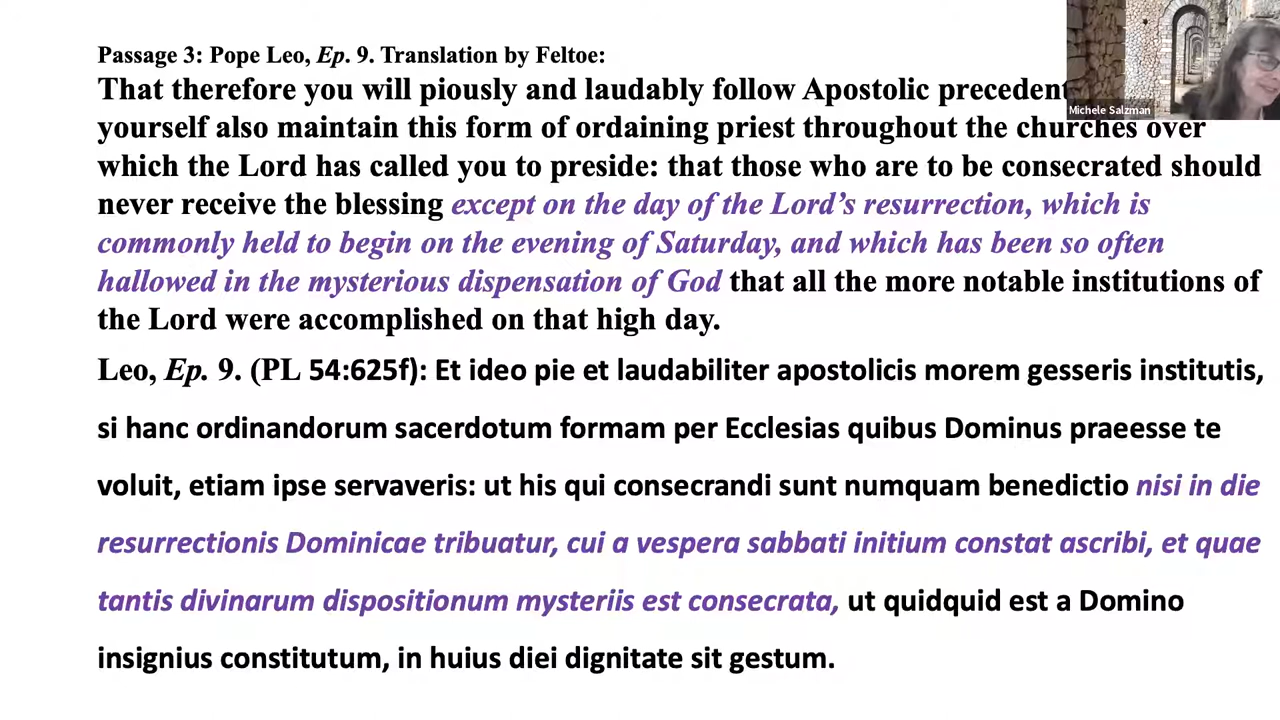 Passage 3: Pope Leo, Ep. 9. Translation by Feltoe:
That therefore you will piously and laudably follow Apostolic precedent
Michele Salzman
yourself also maintain this form of ordaining priest throughout the churches over
which the Lord has called you to preside: that those who are to be consecrated should
never receive the blessing except on the day of the Lord’s resurrection, which is
commonly held to begin on the evening of Saturday, and which has been so often
hallowed in the mysterious dispensation of God that all the more notable institutions of
the Lord were accomplished on that high day.
Leo, Ep. 9. (PL 54:625f): Et ideo pie et laudabiliter apostolicis morem gesseris institutis,
si hanc ordinandorum sacerdotum formam per Ecclesias quibus Dominus praeesse te
voluit, etiam ipse servaveris: ut his qui consecrandi sunt numquam benedictio nisi in die
resurrectionis Dominicae tribuatur, cui a vespera sabbati initium constat ascribi, et quae
tantis divinarum dispositionum mysteriis est consecrata, ut quidquid est a Domino
insignius constitutum, in huius diei dignitate sit gestum.